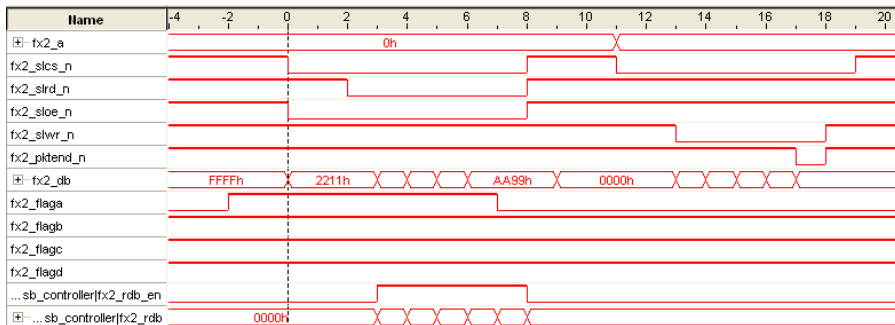 Name -4 -2 0 2 4 6 8 10 12 14 16 18 20
fx2_a 0h
fx2_slcs_n
fx2_slrd_n
fx2_sloe_n
fx2_slwr_n
fx2_pktend_n
fx2_db FFFFh 2211h AA99h 0000h
fx2_flaga
fx2_flagb
fx2_flagc
fx2_flagd
...sb_controller|fx2_rdb_en
...sb_controller|fx2_rdb 0000h